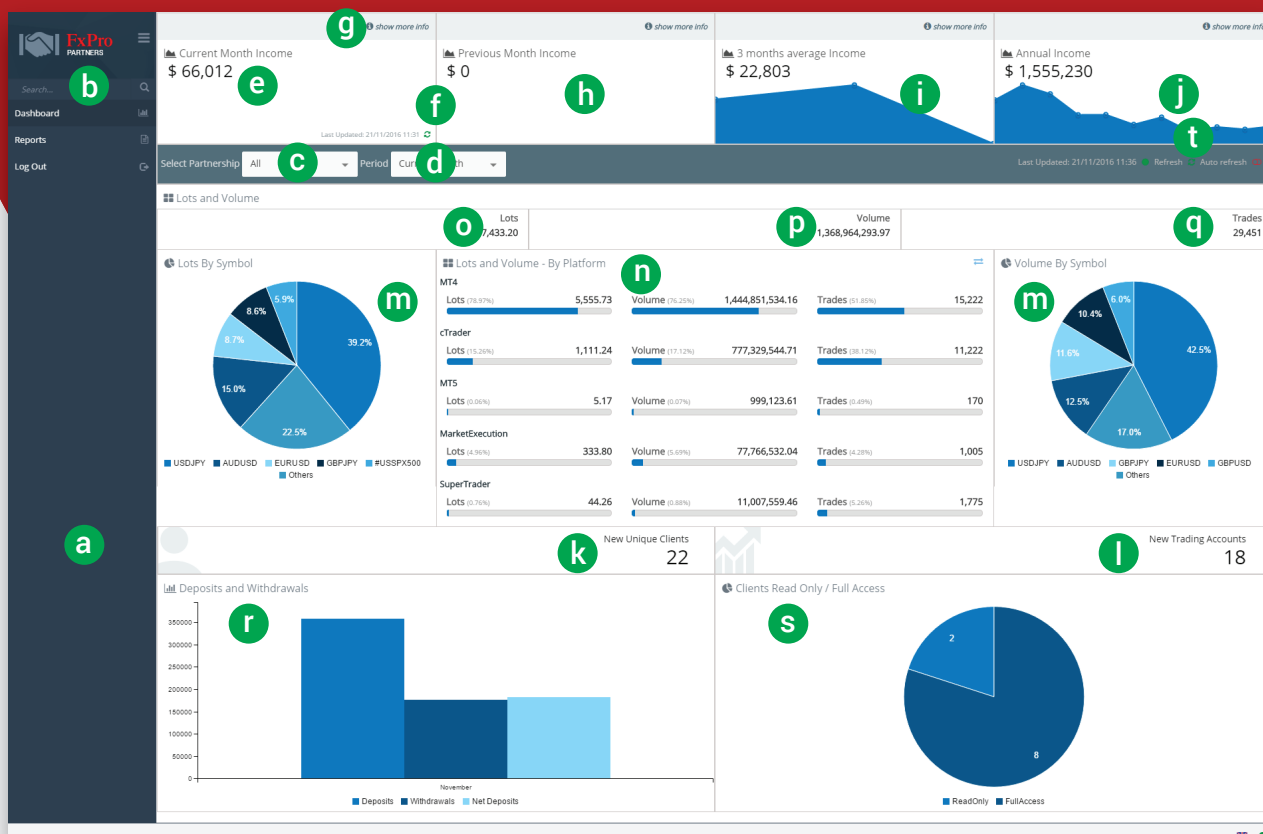 FxPro
PARTNERS
Search...
b
Dashboard
Reports
Log Out
a
g
show more info
Current Month Income
$ 66,012
e
Last Updated: 21/11/2016 11:31
f
show more info
Previous Month Income
$ 0
h
show more info
3 months average Income
$ 22,803
i
show more info
Annual Income
$ 1,555,230
j
t
Select Partnership
All
c
Period
d
Last Updated: 21/11/2016 11:36
Refresh
Auto refresh
Lots and Volume
Lots
o
7,433.20
Volume
p
1,368,964,293.97
Trades
q
29,451
Lots By Symbol
m
5.9%
8.6%
8.7%
39.2%
15.0%
22.5%
USDJPY AUDUSD EURUSD GBPJPY #USSPX500
Others
Lots and Volume - By Platform
n
MT4
Lots (78.97%) 5,555.73 Volume (76.25%) 1,444,851,534.16 Trades (51.85%) 15,222
cTrader
Lots (15.26%) 1,111.24 Volume (17.12%) 777,329,544.71 Trades (38.12%) 11,222
MT5
Lots (0.06%) 5.17 Volume (0.07%) 999,123.61 Trades (0.49%) 170
MarketExecution
Lots (4.96%) 333.80 Volume (5.69%) 77,766,532.04 Trades (4.28%) 1,005
SuperTrader
Lots (0.76%) 44.26 Volume (0.88%) 11,007,559.46 Trades (5.26%) 1,775
Volume By Symbol
m
6.0%
10.4%
11.6%
42.5%
12.5%
17.0%
USDJPY AUDUSD GBPJPY EURUSD GBPUSD
Others
k
New Unique Clients
22
l
New Trading Accounts
18
Deposits and Withdrawals
r
350000
300000
250000
200000
150000
100000
50000
0
November
Deposits Withdrawals Net Deposits
Clients Read Only / Full Access
s
2
8
ReadOnly FullAccess